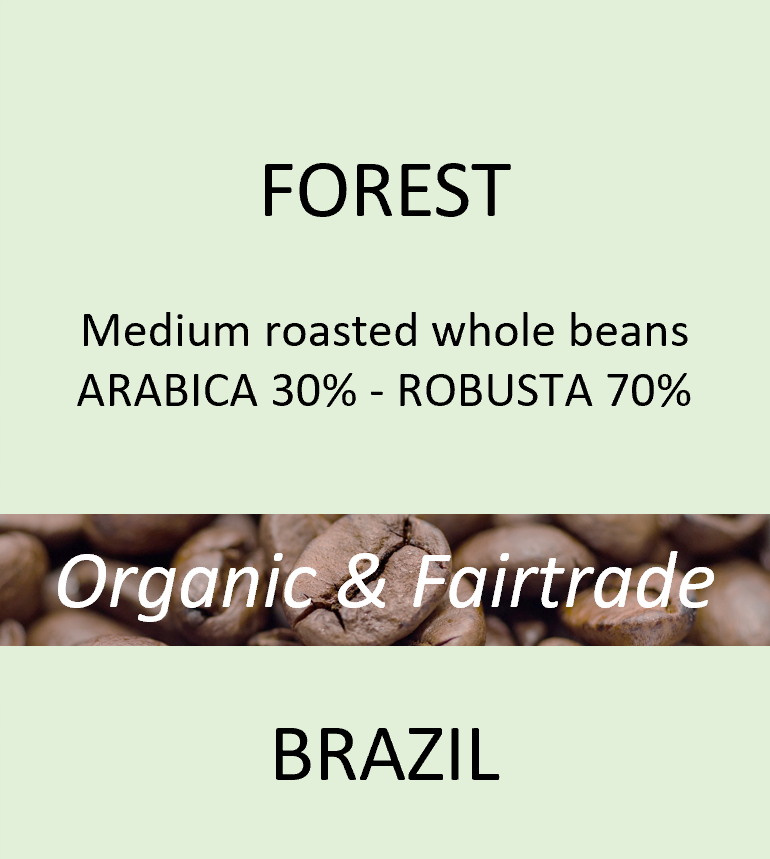 FOREST
Medium roasted whole beans
ARABICA 30% - ROBUSTA 70%
Organic & Fairtrade
BRAZIL